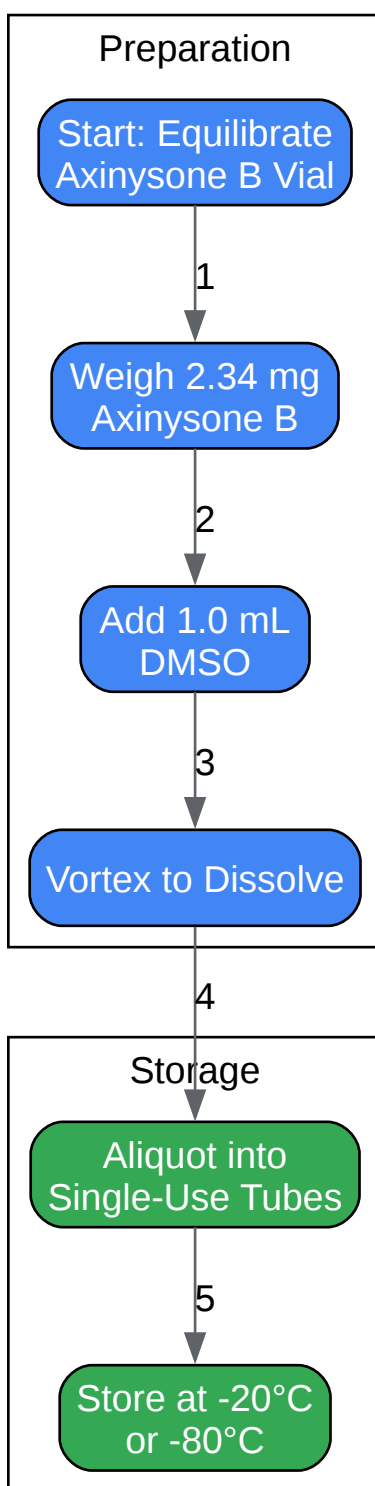 Preparation
Start: Equilibrate
Axinysone B Vial
1
Weigh 2.34 mg
Axinysone B
2
Add 1.0 mL
DMSO
3
Vortex to Dissolve
4
Storage
Aliquot into
Single-Use Tubes
5
Store at -20°C
or -80°C